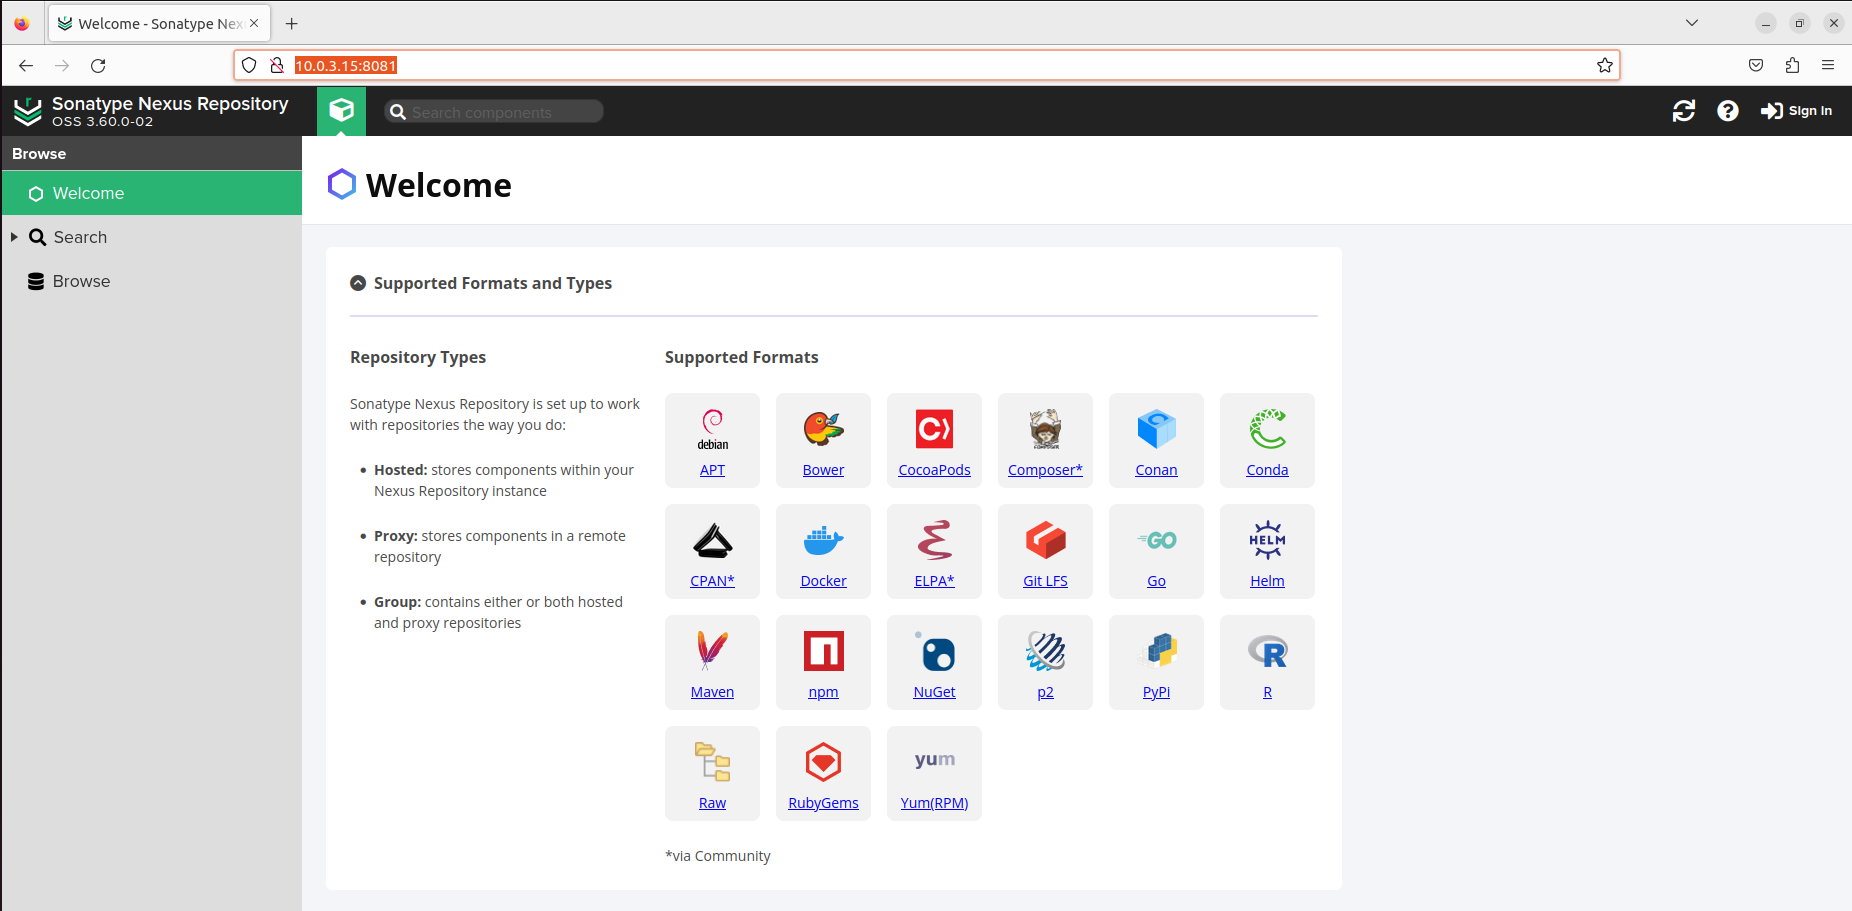 Welcome - Sonatype Nex
10.0.3.15:8081
Sonatype Nexus Repository
OSS 3.60.0-02
Search components
Sign In
Browse
Welcome
Search
Browse
Welcome
Supported Formats and Types
Repository Types
Sonatype Nexus Repository is set up to work
with repositories the way you do:
Hosted: stores components within your
Nexus Repository instance
Proxy: stores components in a remote
repository
Group: contains either or both hosted
and proxy repositories
Supported Formats
debian
COMPOSER
APT
Bower
CocoaPods
Composer*
Conan
Conda
GO
HELM
CPAN*
Docker
ELPA*
Git LFS
Go
Helm
R
Maven
npm
NuGet
p2
PyPi
R
yum
Raw
RubyGems
Yum(RPM)
*via Community